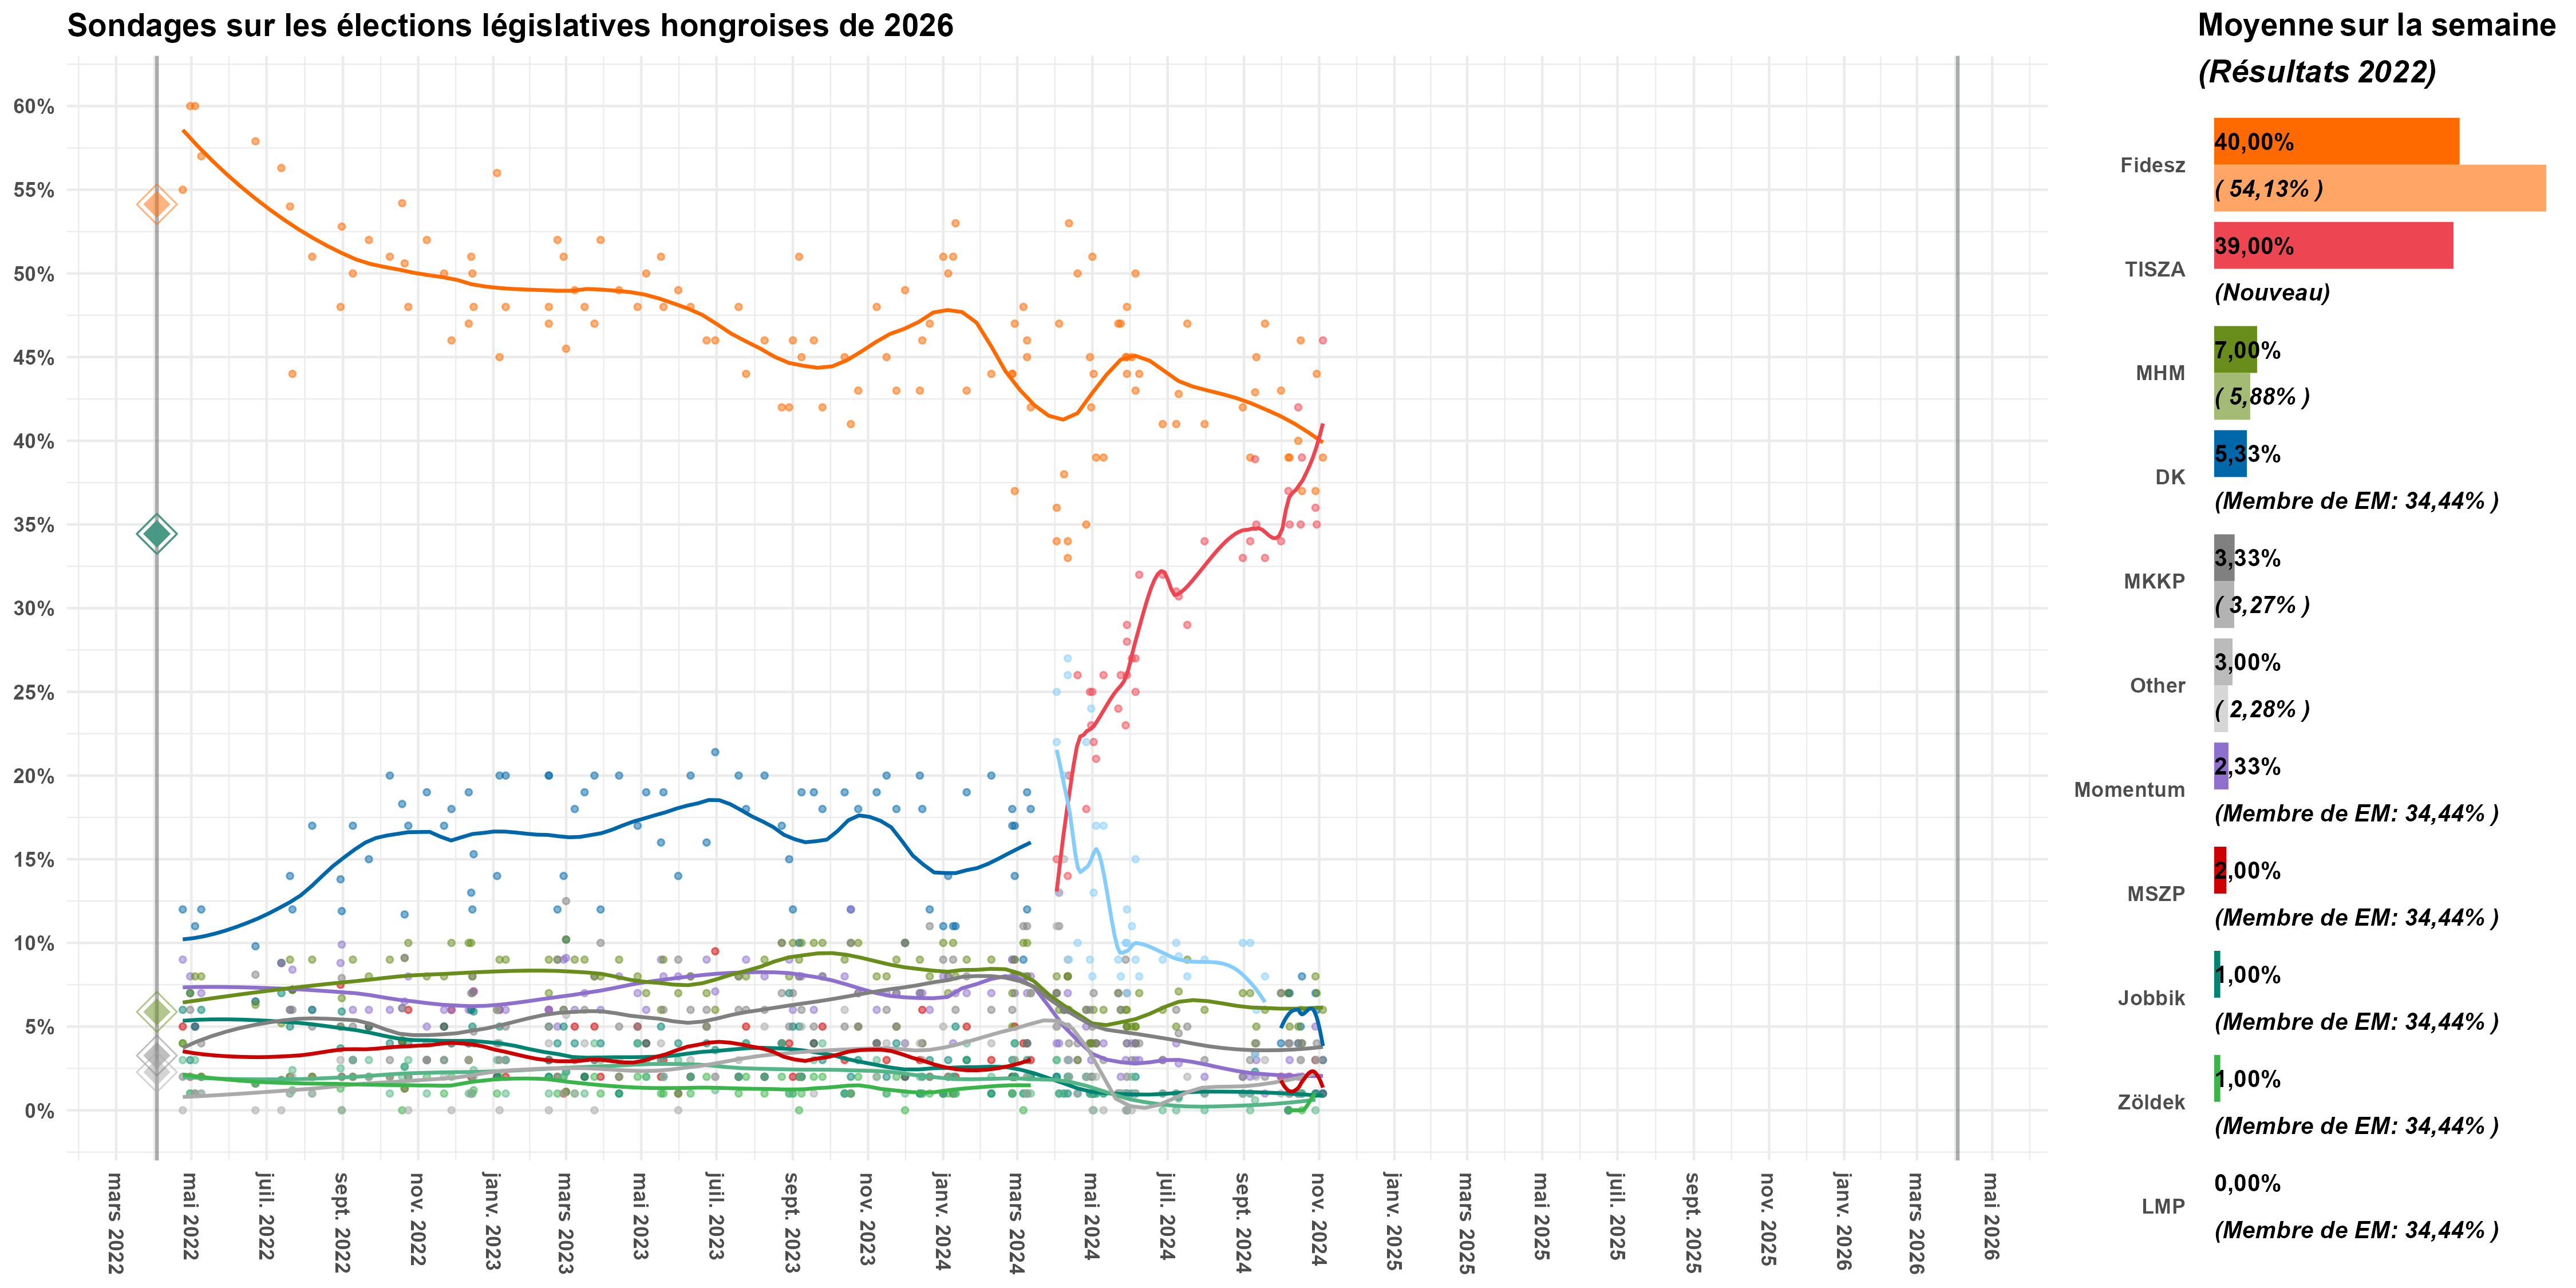 Sondages sur les élections législatives hongroises de 2026
60%
55%
50%
45%
40%
35%
30%
25%
20%
15%
10%
5%
0%
mars 2022
mai 2022
juil. 2022
sept. 2022
nov. 2022
janv. 2023
mars 2023
mai 2023
juil. 2023
sept. 2023
nov. 2023
janv. 2024
mars 2024
mai 2024
juil. 2024
sept. 2024
nov. 2024
janv. 2025
mars 2025
mai 2025
juil. 2025
sept. 2025
nov. 2025
janv. 2026
mars 2026
mai 2026
Moyenne sur la semaine
(Résultats 2022)
Fidesz
40,00%
( 54,13% )
TISZA
39,00%
(Nouveau)
MHM
7,00%
( 5,88% )
DK
5,33%
(Membre de EM: 34,44% )
MKKP
3,33%
( 3,27% )
Other
3,00%
( 2,28% )
Momentum
2,33%
(Membre de EM: 34,44% )
MSZP
2,00%
(Membre de EM: 34,44% )
Jobbik
1,00%
(Membre de EM: 34,44% )
Zöldek
1,00%
(Membre de EM: 34,44% )
LMP
0,00%
(Membre de EM: 34,44% )